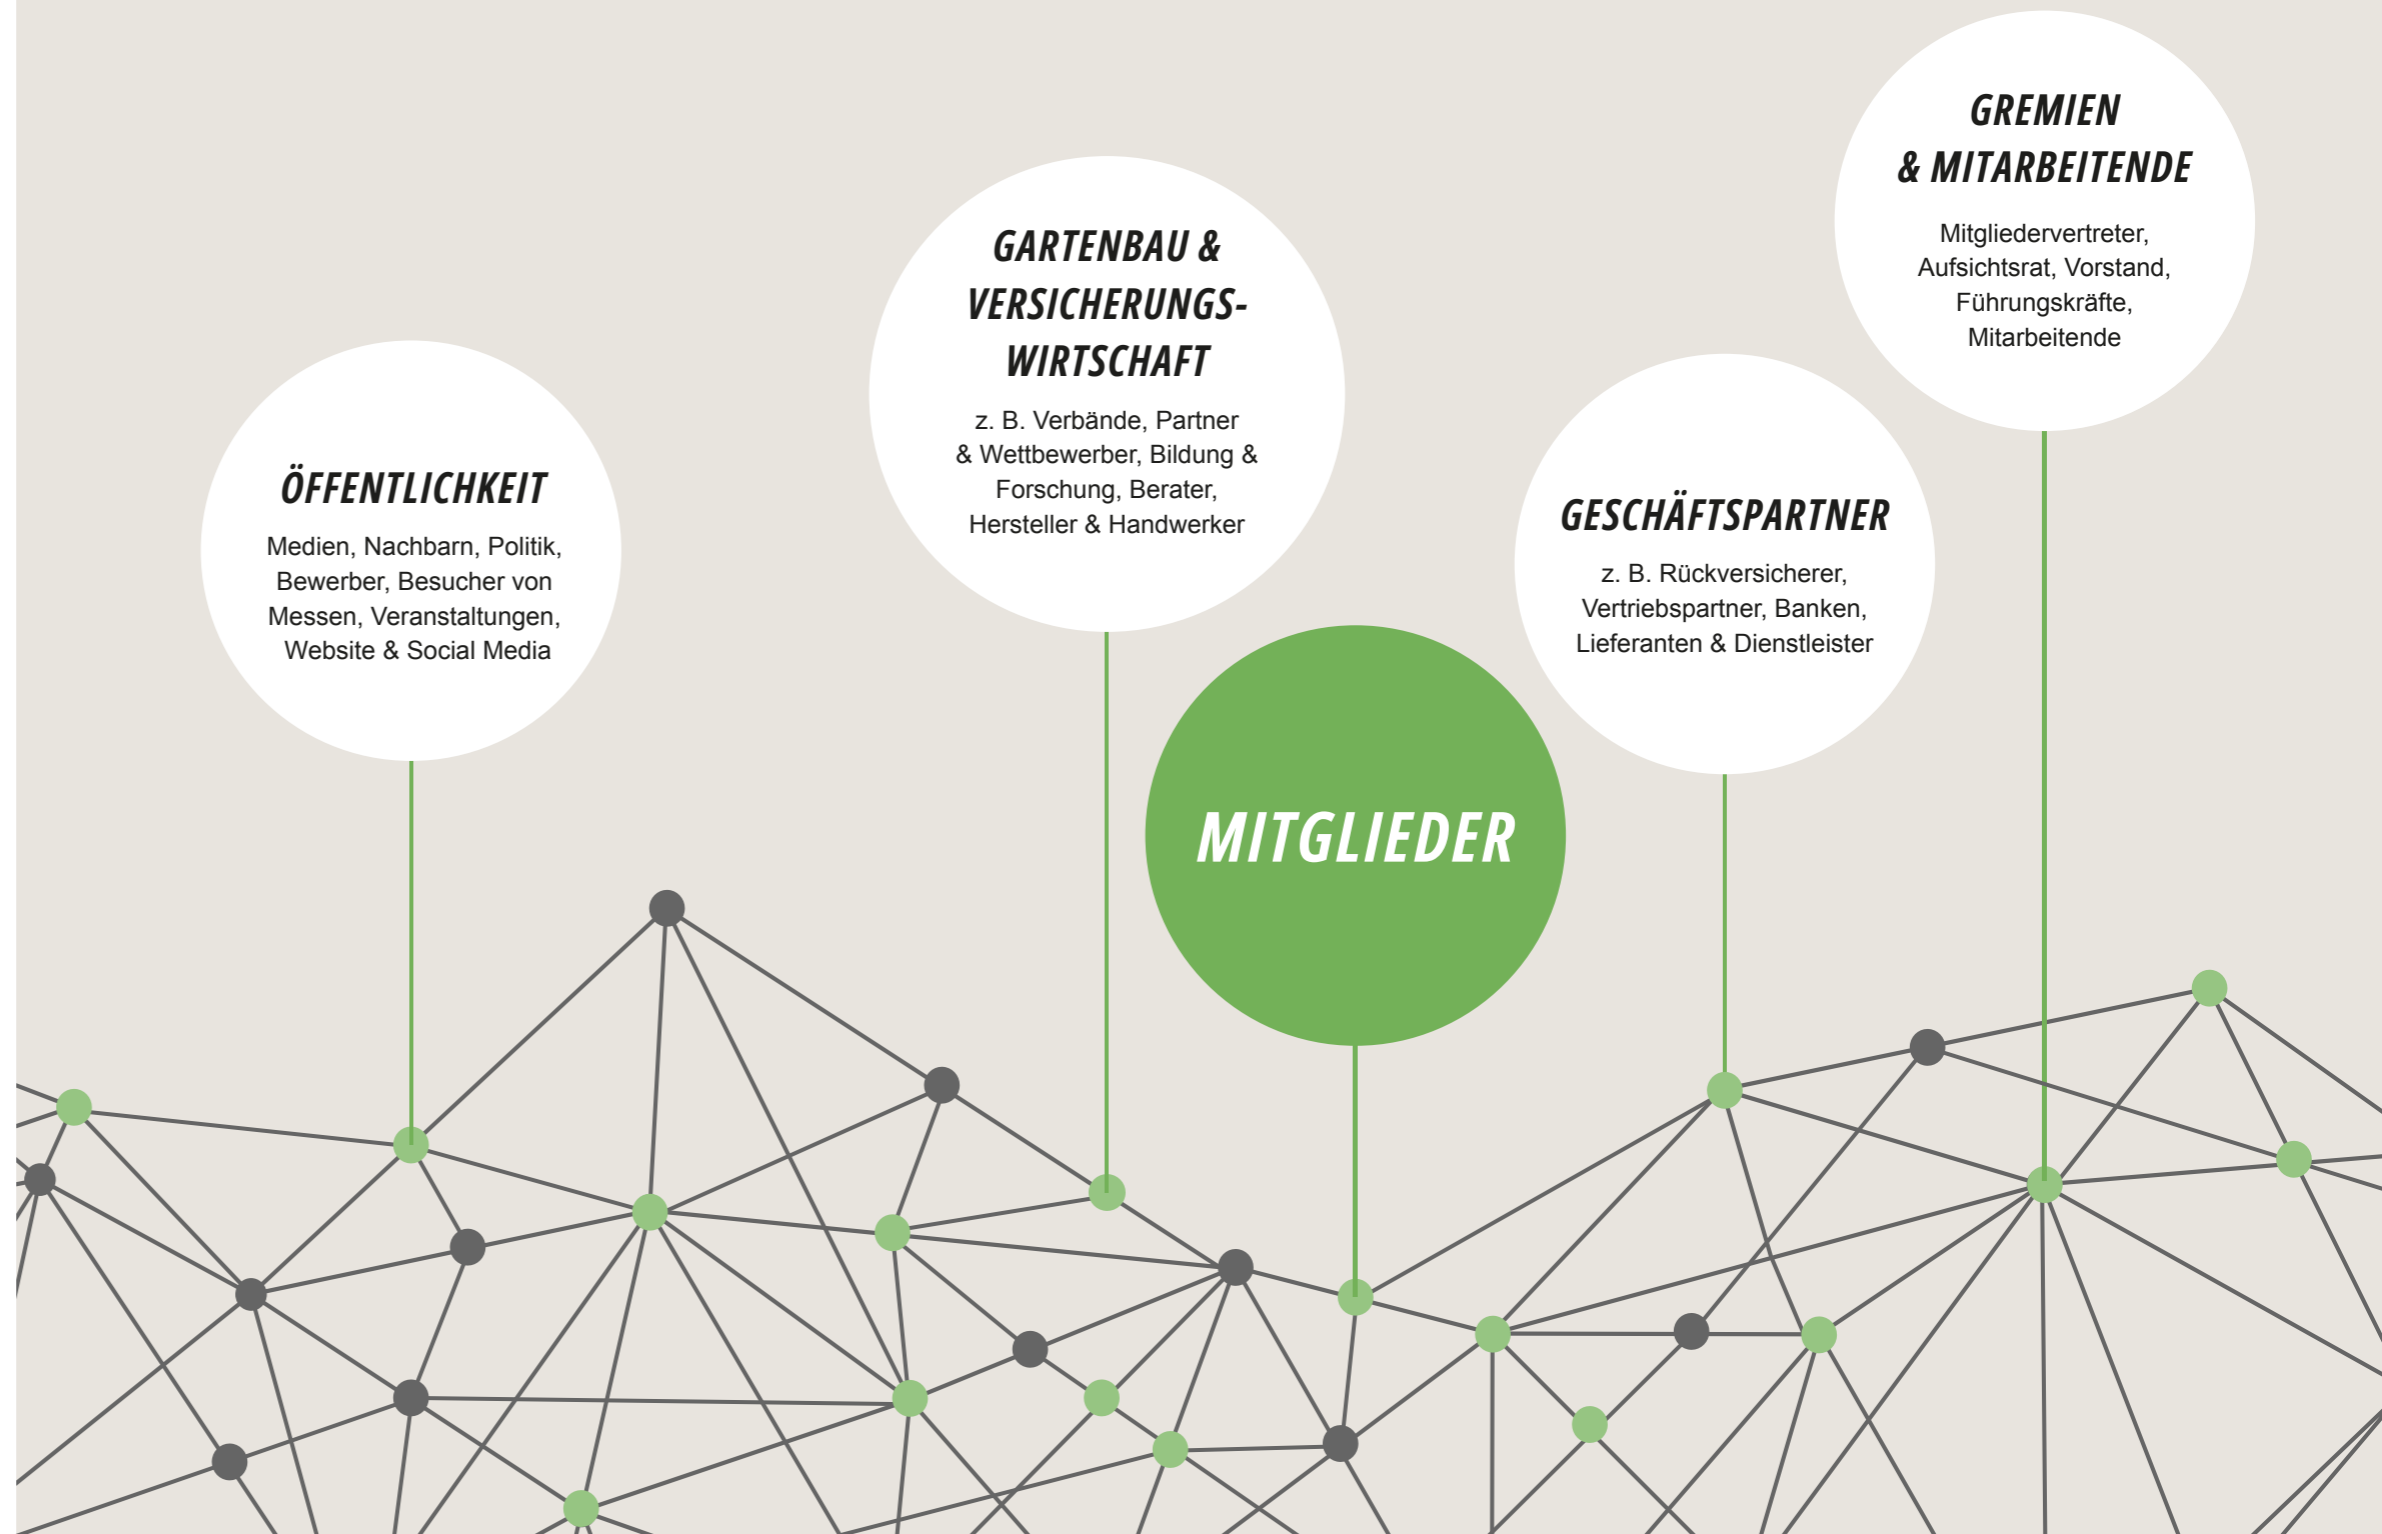 ÖFFENTLICHKEIT
Medien, Nachbarn, Politik,
Bewerber, Besucher von
Messen, Veranstaltungen,
Website & Social Media
GARTENBAU &
VERSICHERUNGS-
WIRTSCHAFT
z. B. Verbände, Partner
& Wettbewerber, Bildung &
Forschung, Berater,
Hersteller & Handwerker
MITGLIEDER
GESCHÄFTSPARTNER
z. B. Rückversicherer,
Vertriebspartner, Banken,
Lieferanten & Dienstleister
GREMIEN
& MITARBEITENDE
Mitgliedervertreter,
Aufsichtsrat, Vorstand,
Führungskräfte,
Mitarbeitende